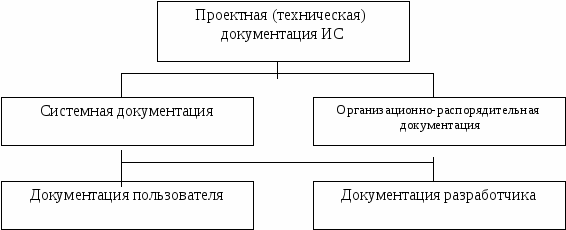 Проектная (техническая)
документация ИС
Системная документация
Организационно-распорядительная
документация
Документация пользователя
Документация разработчика